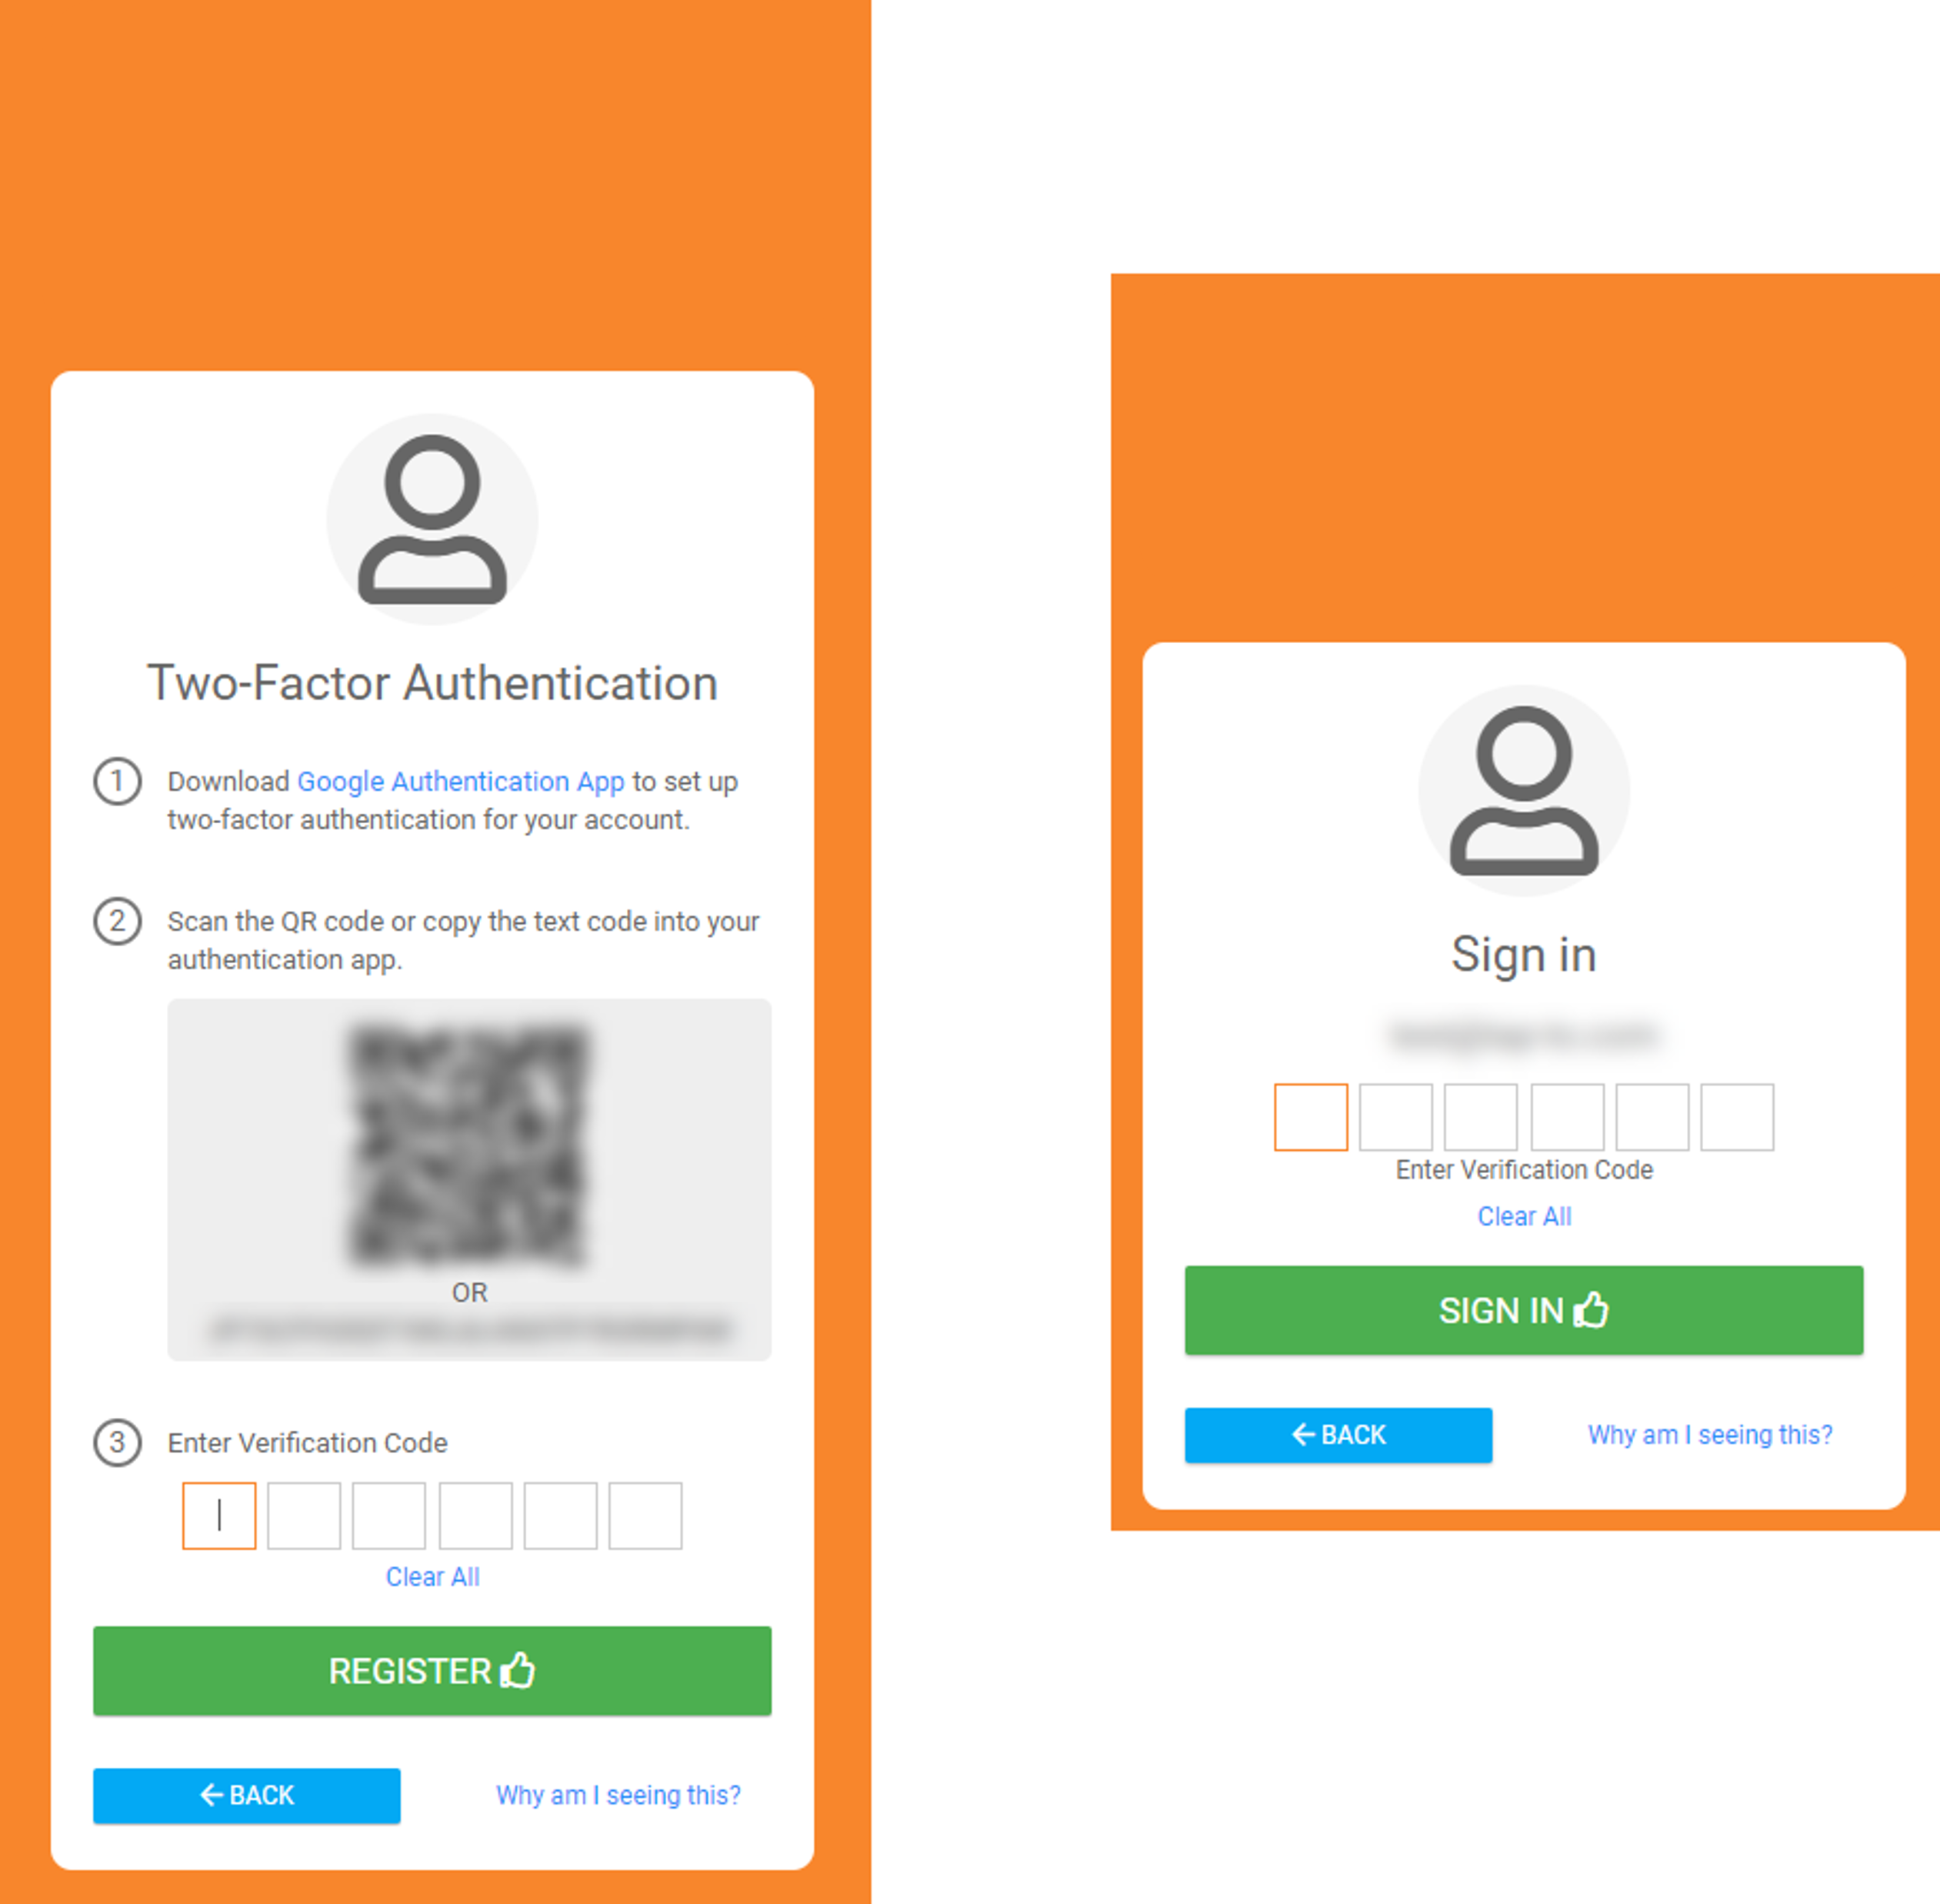 Two-Factor Authentication
1 Download Google Authentication App to set up
two-factor authentication for your account.
2 Scan the QR code or copy the text code into your
authentication app.
OR
3 Enter Verification Code
Clear All
REGISTER
BACK Why am I seeing this?
Sign in
Enter Verification Code
Clear All
SIGN IN
BACK Why am I seeing this?